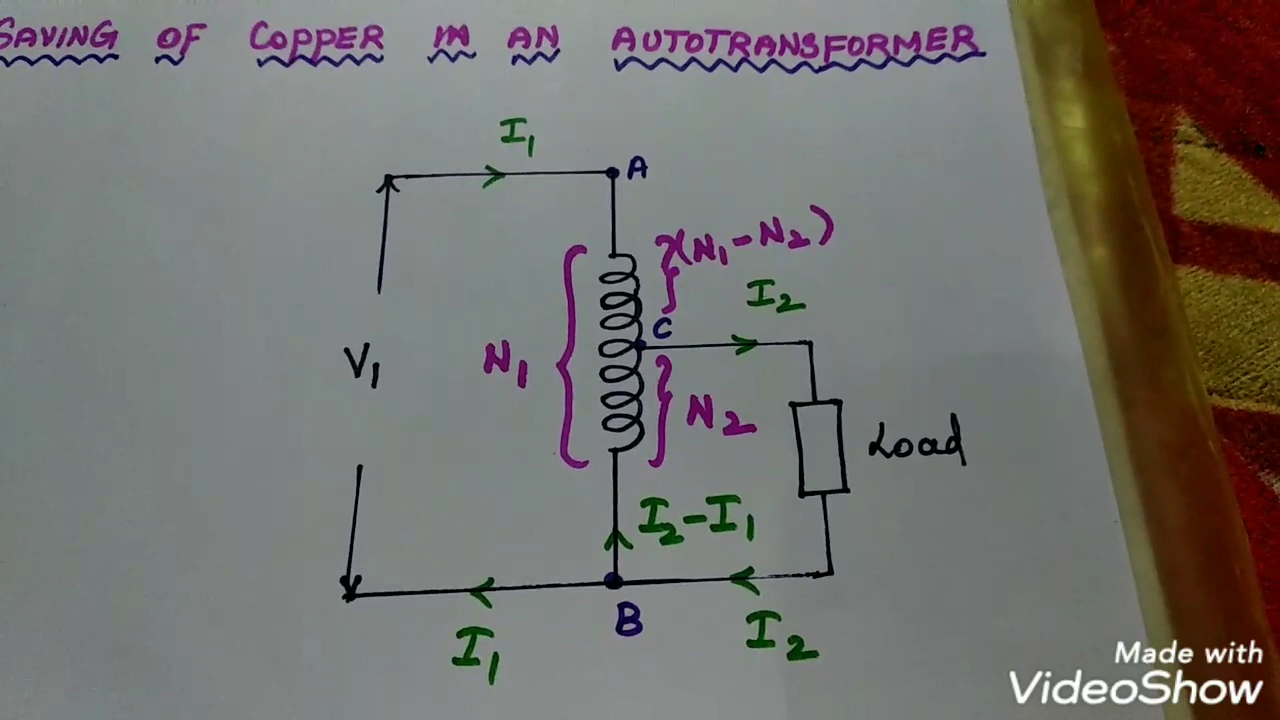 SAVING OF COPPER IN AN AUTOTRANSFORMER
I₁
A
(N₁-N₂)
I₂
C
V₁
N₁
N₂
Load
I₂-I₁
B
I₁
I₂
Made with
VideoShow